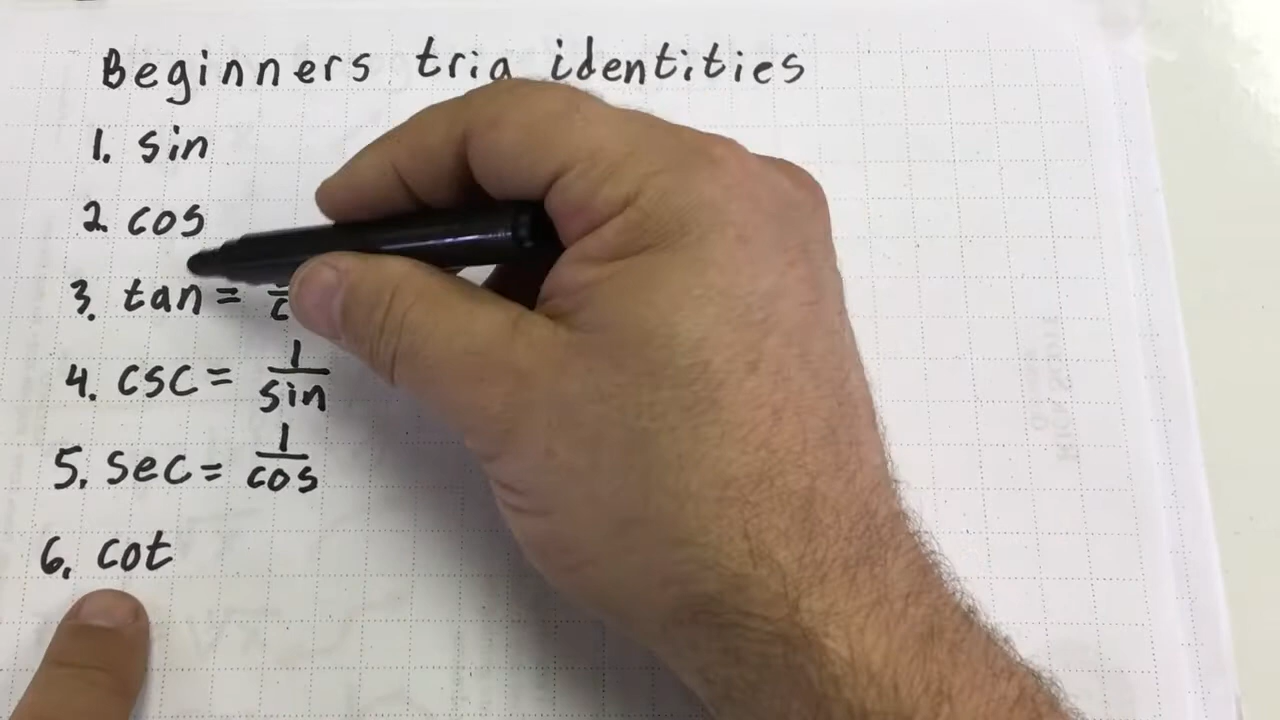 Beginners trig identities
1. sin
2. cos
3. tan =
4. csc = 1/sin
5. sec = 1/cos
6. cot